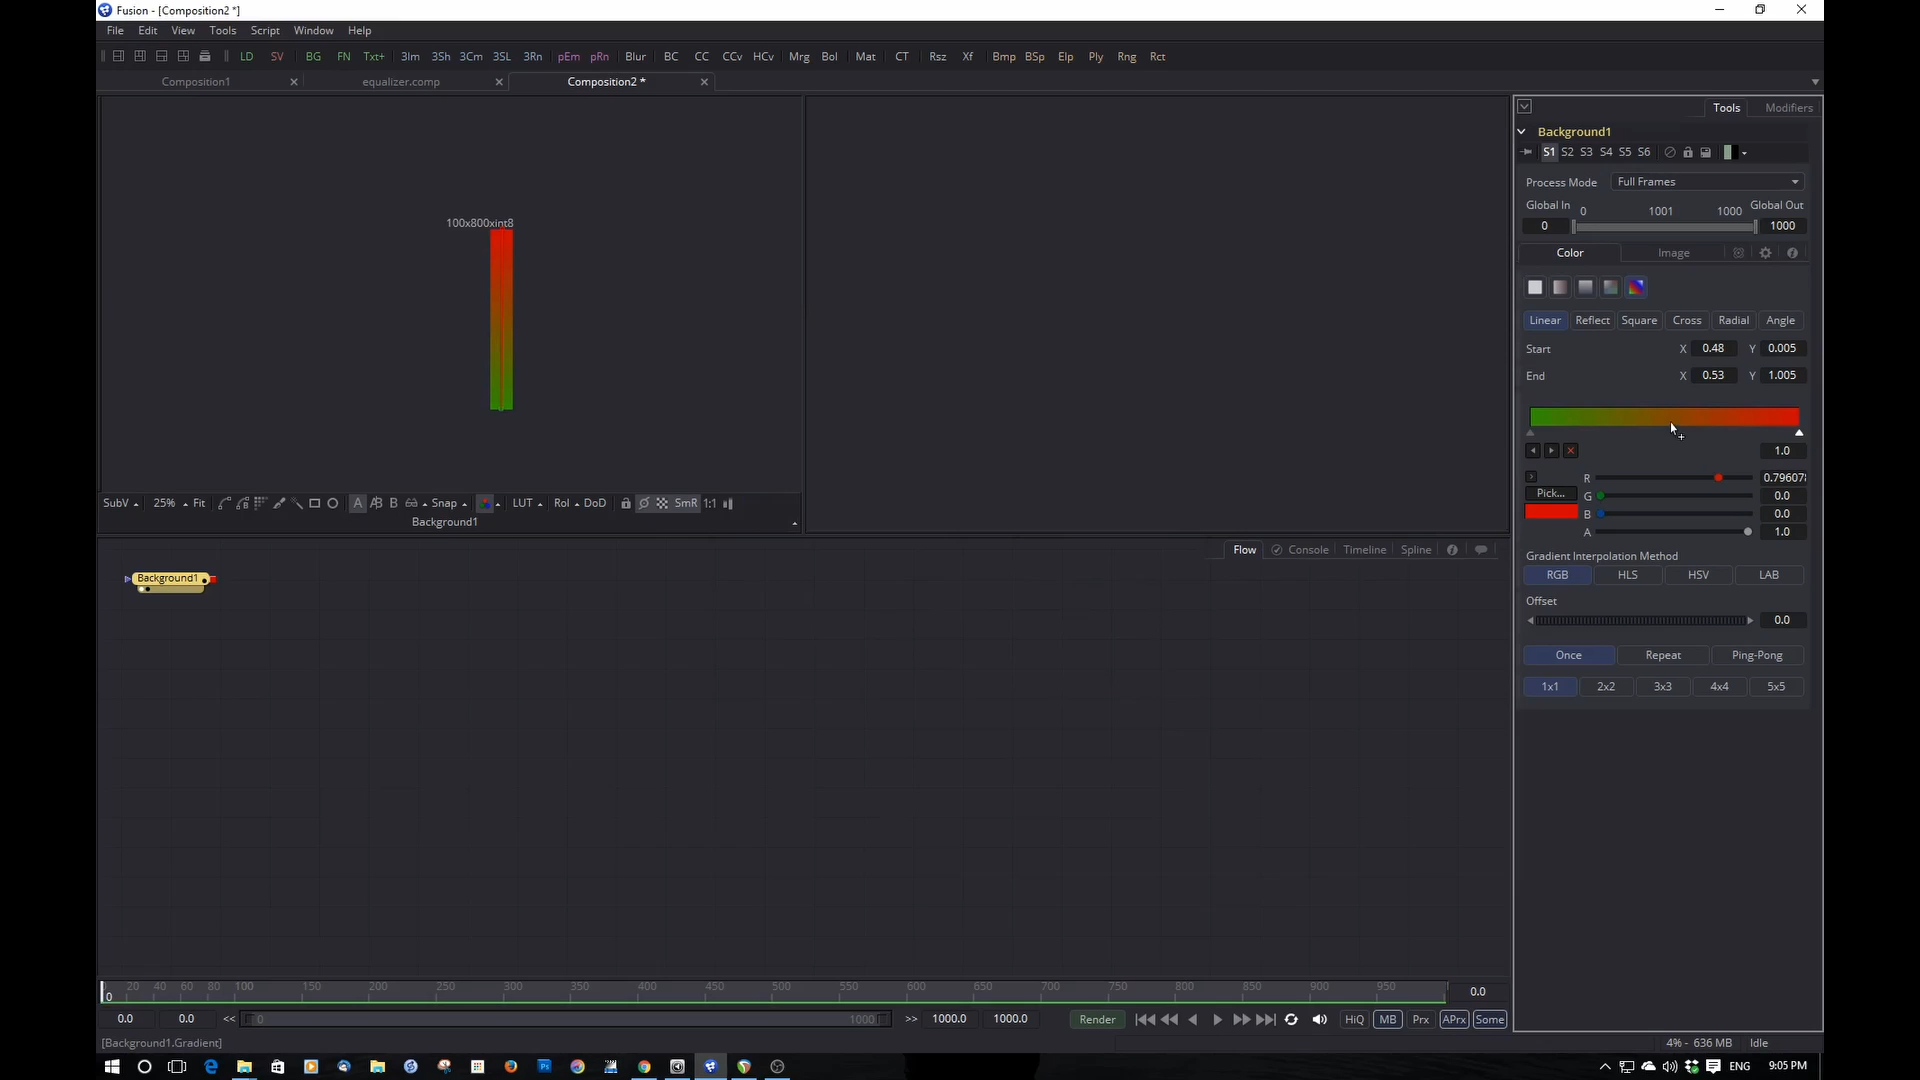 Fusion - [Composition2 *]
File Edit View Tools Script Window Help
LD SV BG FN Txt+ 3Im 3Sh 3Cm 3SL 3Rn pEm pRn Blur BC CC CCv HCv Mrg Bol Mat CT Rsz Xf Bmp BSp Elp Ply Rng Rct
Composition1 equalizer.comp Composition2 *
Tools Modifiers
Background1
S1 S2 S3 S4 S5 S6
Process Mode Full Frames
Global In 0 1001 1000 Global Out
0 1000
Color Image
Linear Reflect Square Cross Radial Angle
Start X 0.48 Y 0.005
End X 0.53 Y 1.005
1.0
R 0.79607
Pick... G 0.0
B 0.0
A 1.0
Gradient Interpolation Method
RGB HLS HSV LAB
Offset
0.0
Once Repeat Ping-Pong
1x1 2x2 3x3 4x4 5x5
100x800xint8
SubV 25% Fit A B Snap LUT RoI DoD SmR 1:1
Background1
Flow Console Timeline Spline
Background1
0 20 40 60 80 100 150 200 250 300 350 400 450 500 550 600 650 700 750 800 850 900 950 0.0
0.0 0.0 << 0 1000 >> 1000.0 1000.0 Render HiQ MB Prx APrx Some
[Background1.Gradient] 4% - 636 MB Idle
ENG 9:05 PM